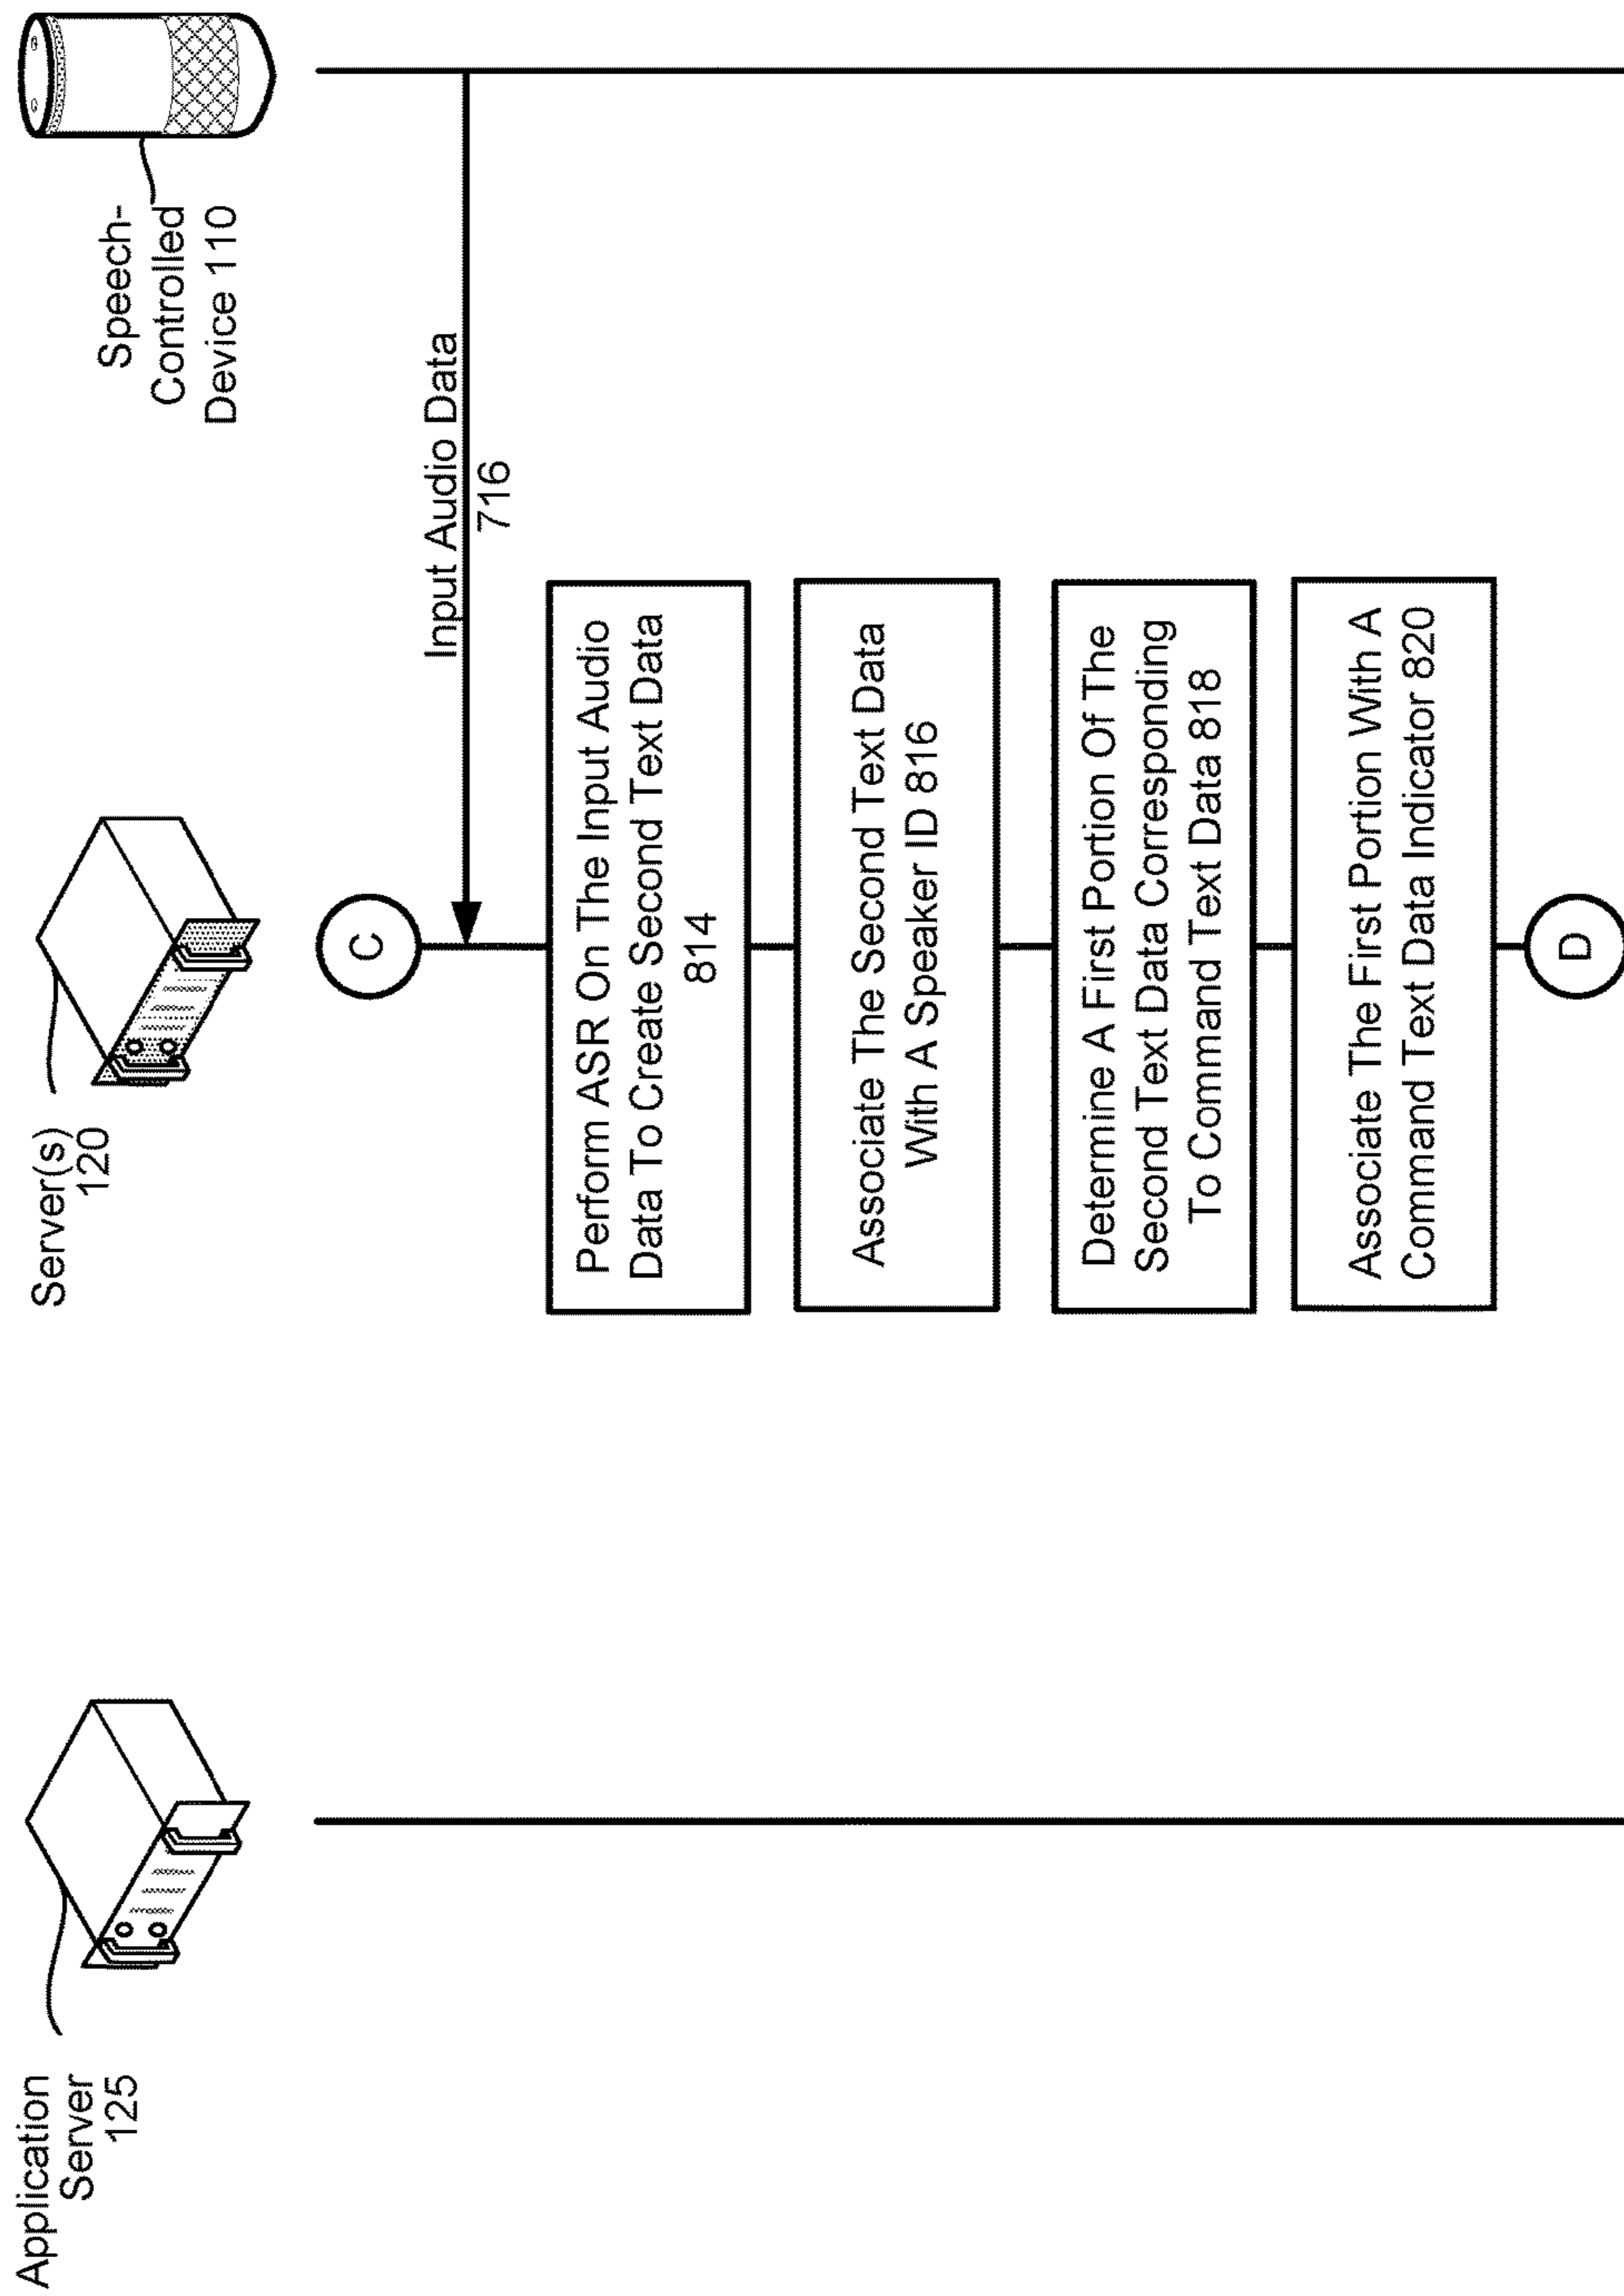 Application
Server
125
Server(s)
120
Speech-
Controlled
Device 110
C
Input Audio Data
716
Perform ASR On The Input Audio
Data To Create Second Text Data
814
Associate The Second Text Data
With A Speaker ID 816
Determine A First Portion Of The
Second Text Data Corresponding
To Command Text Data 818
Associate The First Portion With A
Command Text Data Indicator 820
D